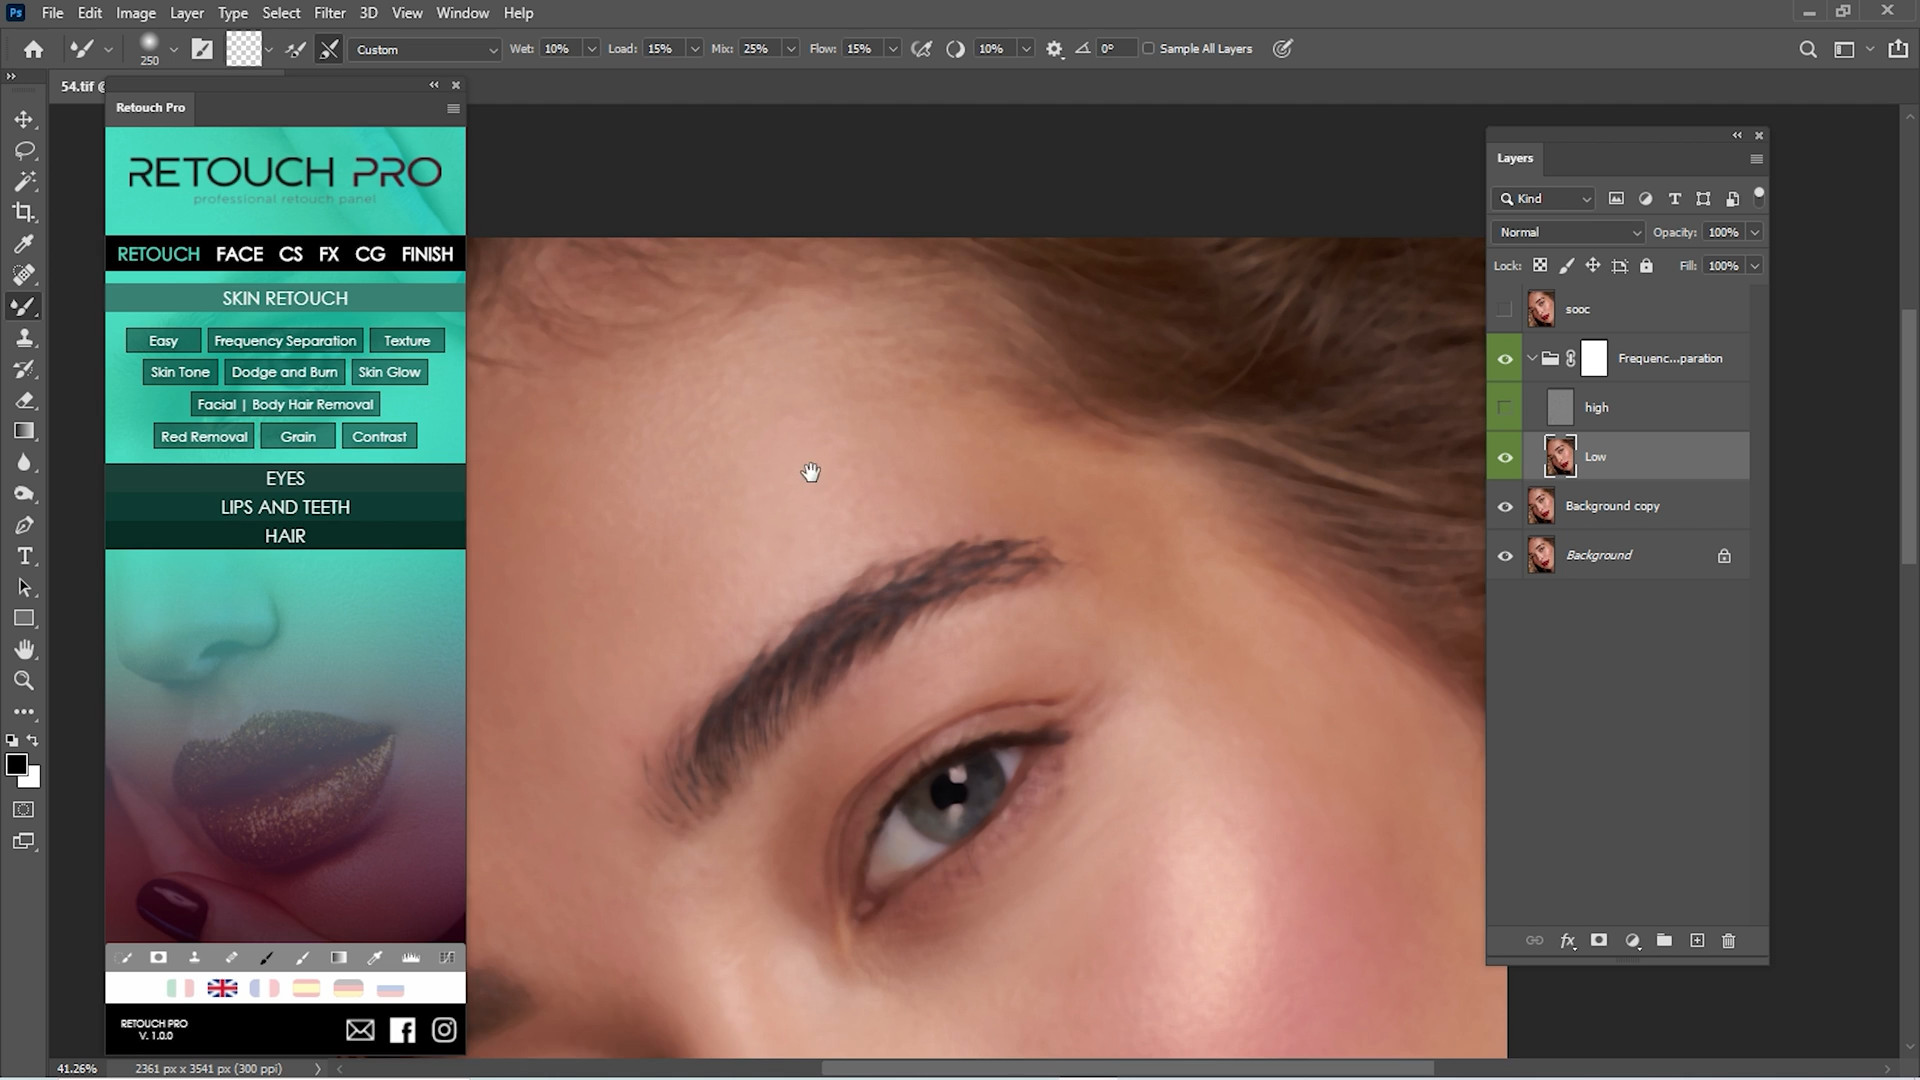 Ps File Edit Image Layer Type Select Filter 3D View Window Help
250 Custom Wet: 10% Load: 15% Mix: 25% Flow: 15% 10% 0° Sample All Layers
54.tif @
Retouch Pro
RETOUCH PRO
professional retouch panel
RETOUCH FACE CS FX CG FINISH
SKIN RETOUCH
Easy Frequency Separation Texture
Skin Tone Dodge and Burn Skin Glow
Facial | Body Hair Removal
Red Removal Grain Contrast
EYES
LIPS AND TEETH
HAIR
RETOUCH PRO
V. 1.0.0
Layers
Kind
Normal Opacity: 100%
Lock: Fill: 100%
sooc
Frequenc...paration
high
Low
Background copy
Background
41.26% 2361 px x 3541 px (300 ppi)